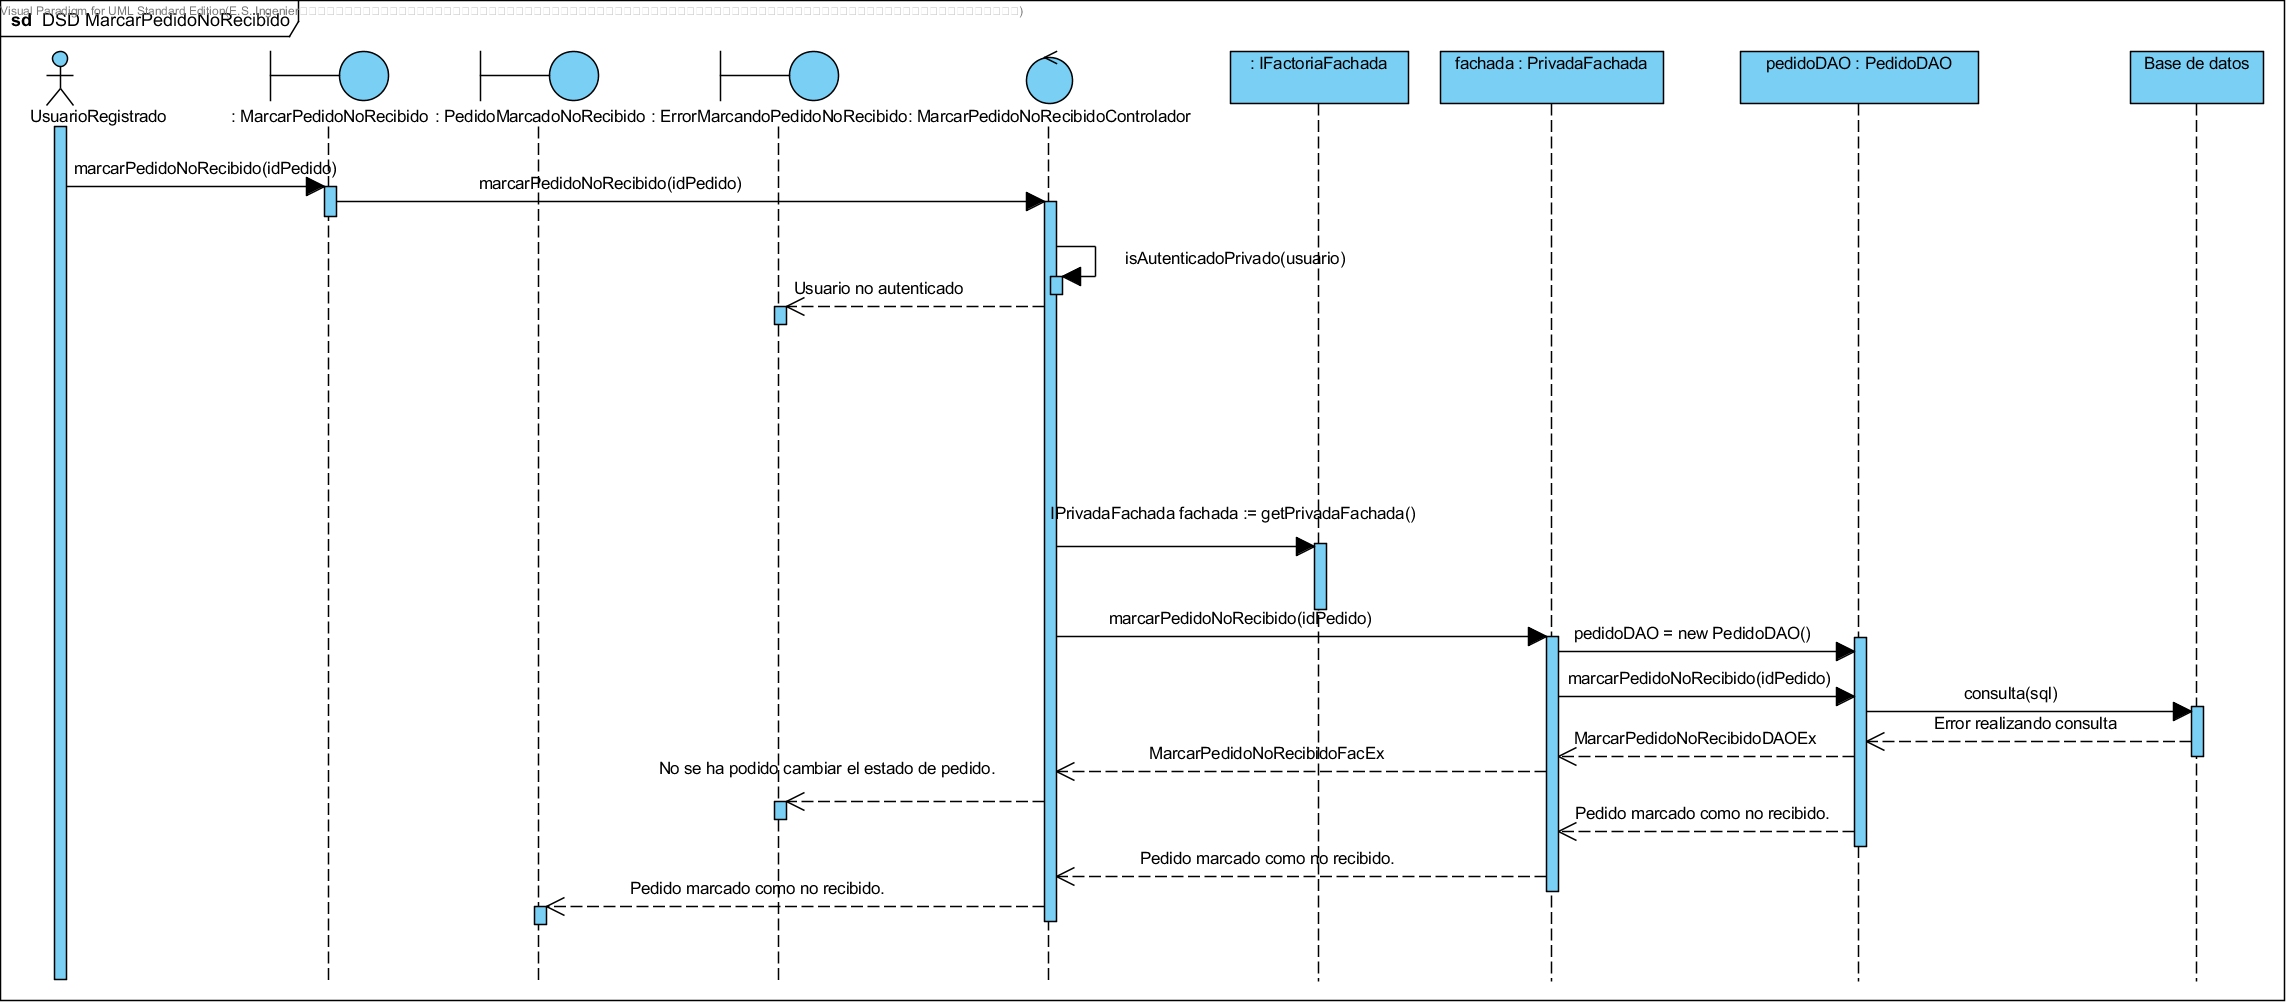 Visual Paradigm for UML Standard Edition(E.S.Ingenier
sd DSD MarcarPedidoNoRecibido
: IFactoriaFachada
fachada : PrivadaFachada
pedidoDAO : PedidoDAO
Base de datos
UsuarioRegistrado
: MarcarPedidoNoRecibido
: PedidoMarcadoNoRecibido
: ErrorMarcandoPedidoNoRecibido
: MarcarPedidoNoRecibidoControlador
marcarPedidoNoRecibido(idPedido)
marcarPedidoNoRecibido(idPedido)
isAutenticadoPrivado(usuario)
Usuario no autenticado
IPrivadaFachada fachada := getPrivadaFachada()
marcarPedidoNoRecibido(idPedido)
pedidoDAO = new PedidoDAO()
marcarPedidoNoRecibido(idPedido)
consulta(sql)
Error realizando consulta
MarcarPedidoNoRecibidoDAOEx
MarcarPedidoNoRecibidoFacEx
No se ha podido cambiar el estado de pedido.
Pedido marcado como no recibido.
Pedido marcado como no recibido.
Pedido marcado como no recibido.